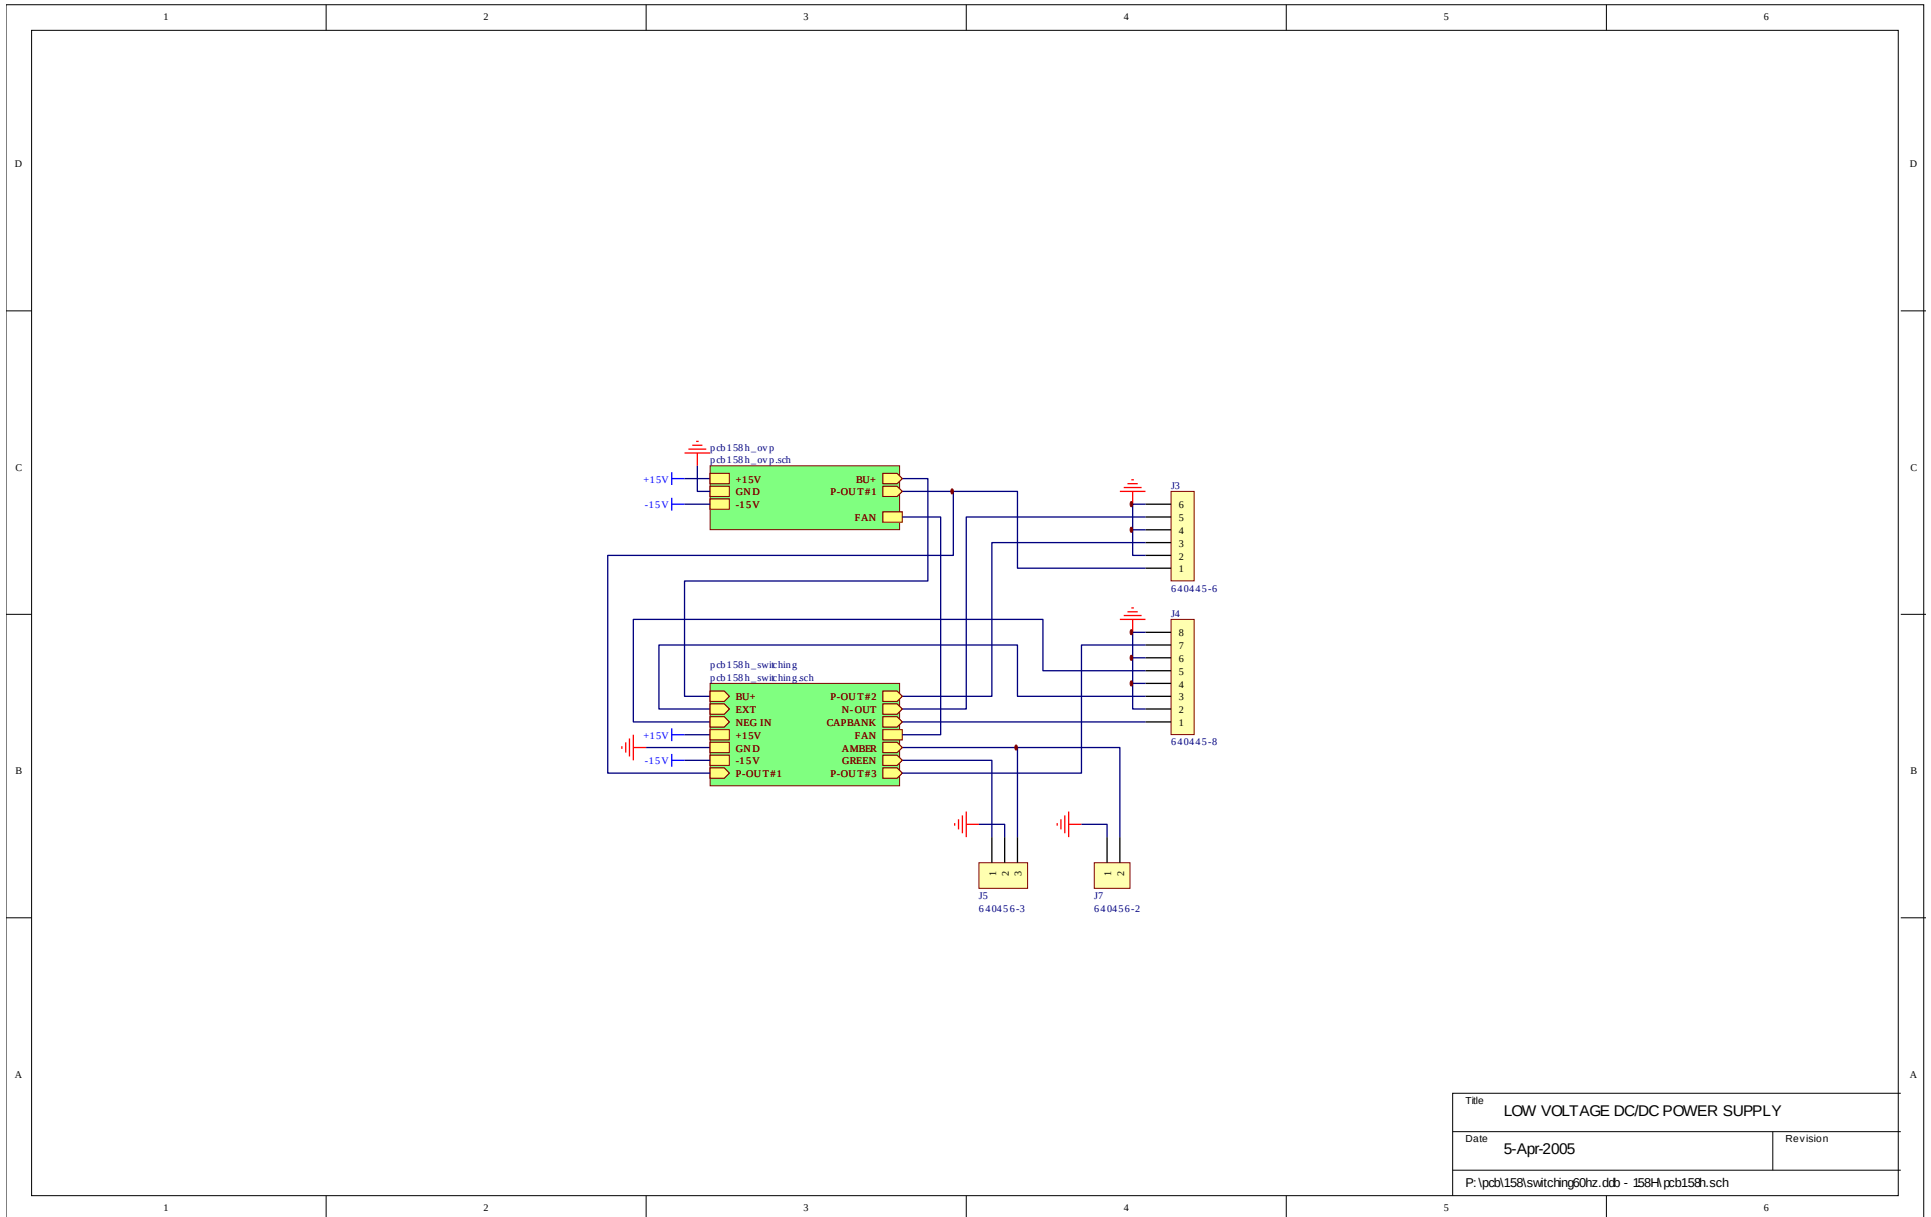 1 2 3 4 5 6
D D
C C
pcb158h_ovp
pcb158h_ovp.sch
+15V +15V BU+
GND P-OUT#1
-15V -15V
FAN
J3
6
5
4
3
2
1
640445-6
J4
8
7
6
5
4
3
2
1
640445-8
pcb158h_switching
pcb158h_switching.sch
BU+ P-OUT#2
EXT N-OUT
NEG IN CAPBANK
+15V +15V FAN
GND AMBER
-15V -15V GREEN
P-OUT#1 P-OUT#3
B B
1 2 3
J5
640456-3
1 2
J7
640456-2
A A
Title
LOW VOLTAGE DC/DC POWER SUPPLY
Date
5-Apr-2005
Revision
P:\pcb\158\switching60hz.ddb - 158H\pcb158h.sch
1 2 3 4 5 6